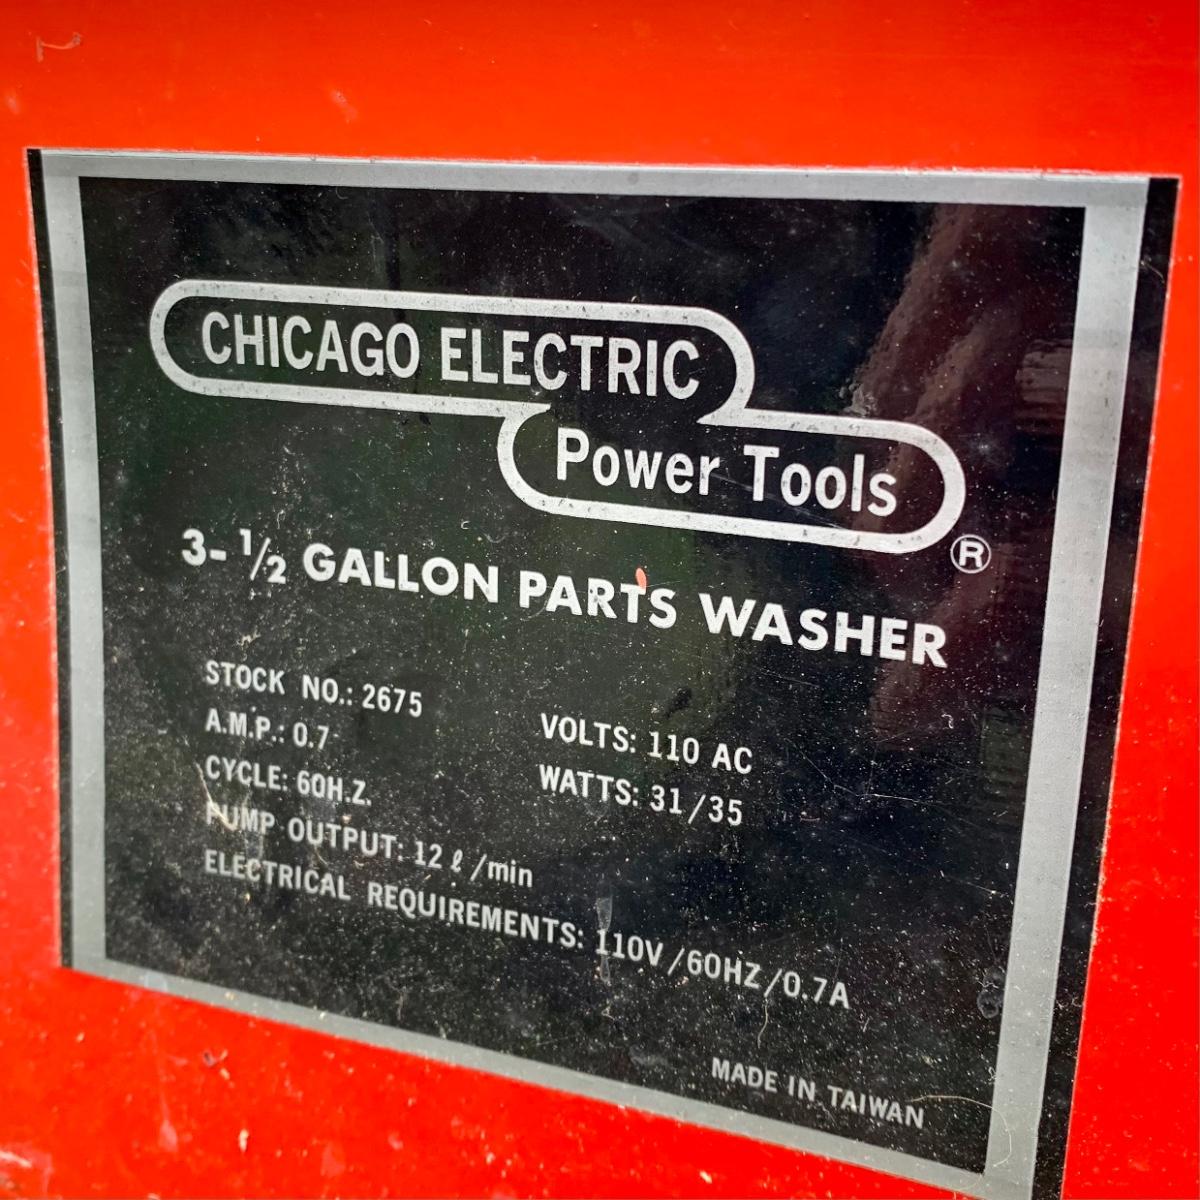 CHICAGO ELECTRIC
Power Tools
®
3-1/2 GALLON PARTS WASHER
STOCK NO.: 2675
A.M.P.: 0.7
VOLTS: 110 AC
CYCLE: 60H.Z.
WATTS: 31/35
PUMP OUTPUT: 12 ℓ/min
ELECTRICAL REQUIREMENTS: 110V/60HZ/0.7A
MADE IN TAIWAN